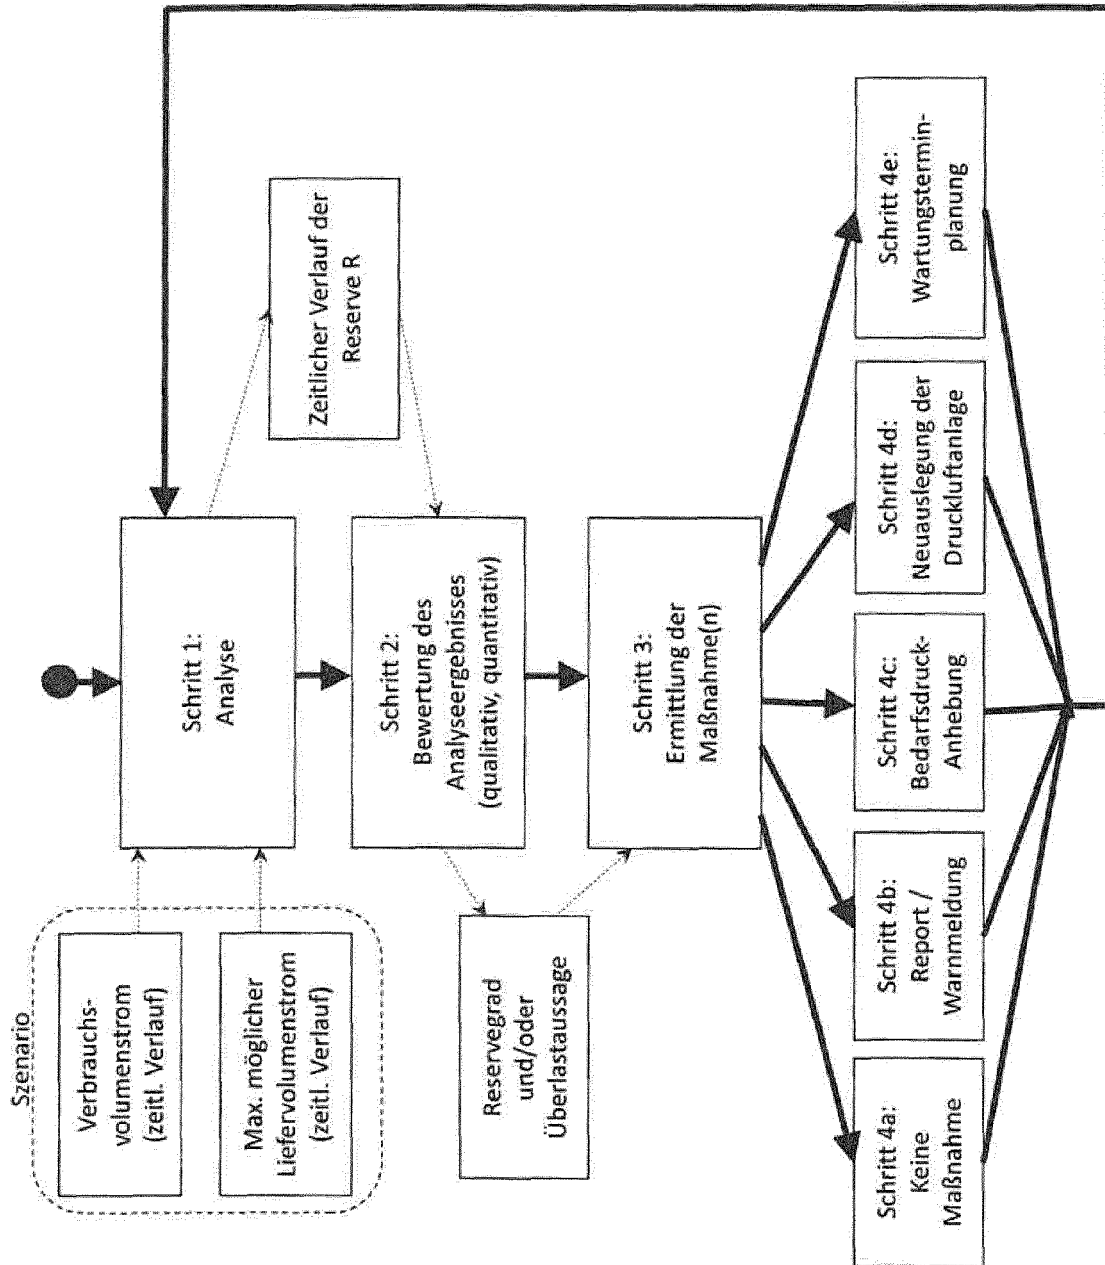 Szenario
Verbrauchs-
volumenstrom
(zeitl. Verlauf)
Max. möglicher
Liefervolumenstrom
(zeitl. Verlauf)
Schritt 1:
Analyse
Zeitlicher Verlauf der
Reserve R
Schritt 2:
Bewertung des
Analyseergebnisses
(qualitativ, quantitativ)
Reservegrad
und/oder
Überlastaussage
Schritt 3:
Ermittlung der
Maßnahme(n)
Schritt 4a:
Keine
Maßnahme
Schritt 4b:
Report /
Warnmeldung
Schritt 4c:
Bedarfsdruck-
Anhebung
Schritt 4d:
Neuauslegung der
Druckluftanlage
Schritt 4e:
Wartungstermin-
planung